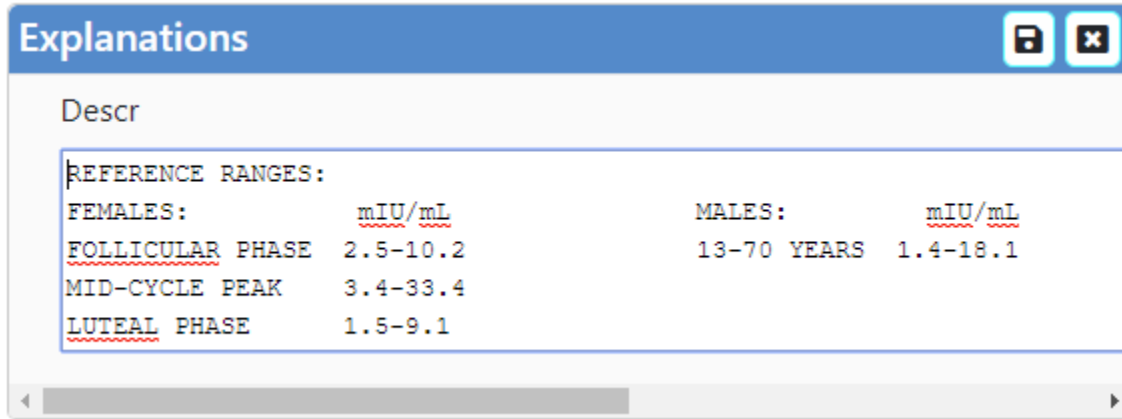 Explanations
Descr
REFERENCE RANGES:
FEMALES:           mIU/mL                MALES:         mIU/mL
FOLLICULAR PHASE  2.5-10.2               13-70 YEARS  1.4-18.1
MID-CYCLE PEAK    3.4-33.4
LUTEAL PHASE      1.5-9.1